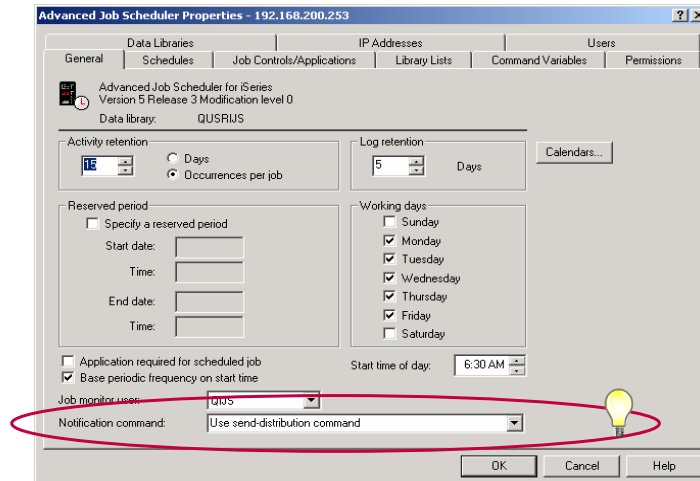 Advanced Job Scheduler Properties - 192.168.200.253
Data Libraries IP Addresses Users
General Schedules Job Controls/Applications Library Lists Command Variables Permissions
Advanced Job Scheduler for iSeries
Version 5 Release 3 Modification level 0
Data library: QUSRIJS
Activity retention
15
Days
Occurrences per job
Log retention
5 Days
Calendars...
Reserved period
Specify a reserved period
Start date:
Time:
End date:
Time:
Working days
Sunday
Monday
Tuesday
Wednesday
Thursday
Friday
Saturday
Application required for scheduled job
Base periodic frequency on start time
Start time of day: 6:30 AM
Job monitor user: QIJS
Notification command: Use send-distribution command
OK Cancel Help